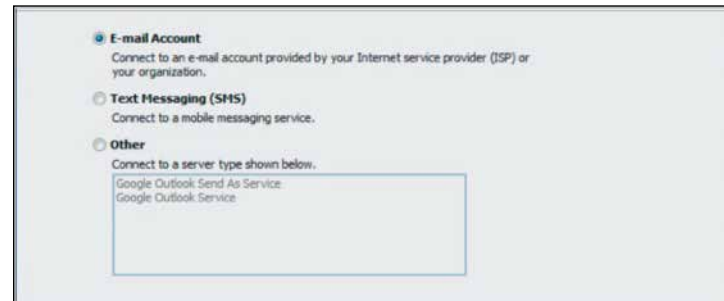 E-mail Account
Connect to an e-mail account provided by your Internet service provider (ISP) or
your organization.
Text Messaging (SMS)
Connect to a mobile messaging service.
Other
Connect to a server type shown below.
Google Outlook Send As Service
Google Outlook Service